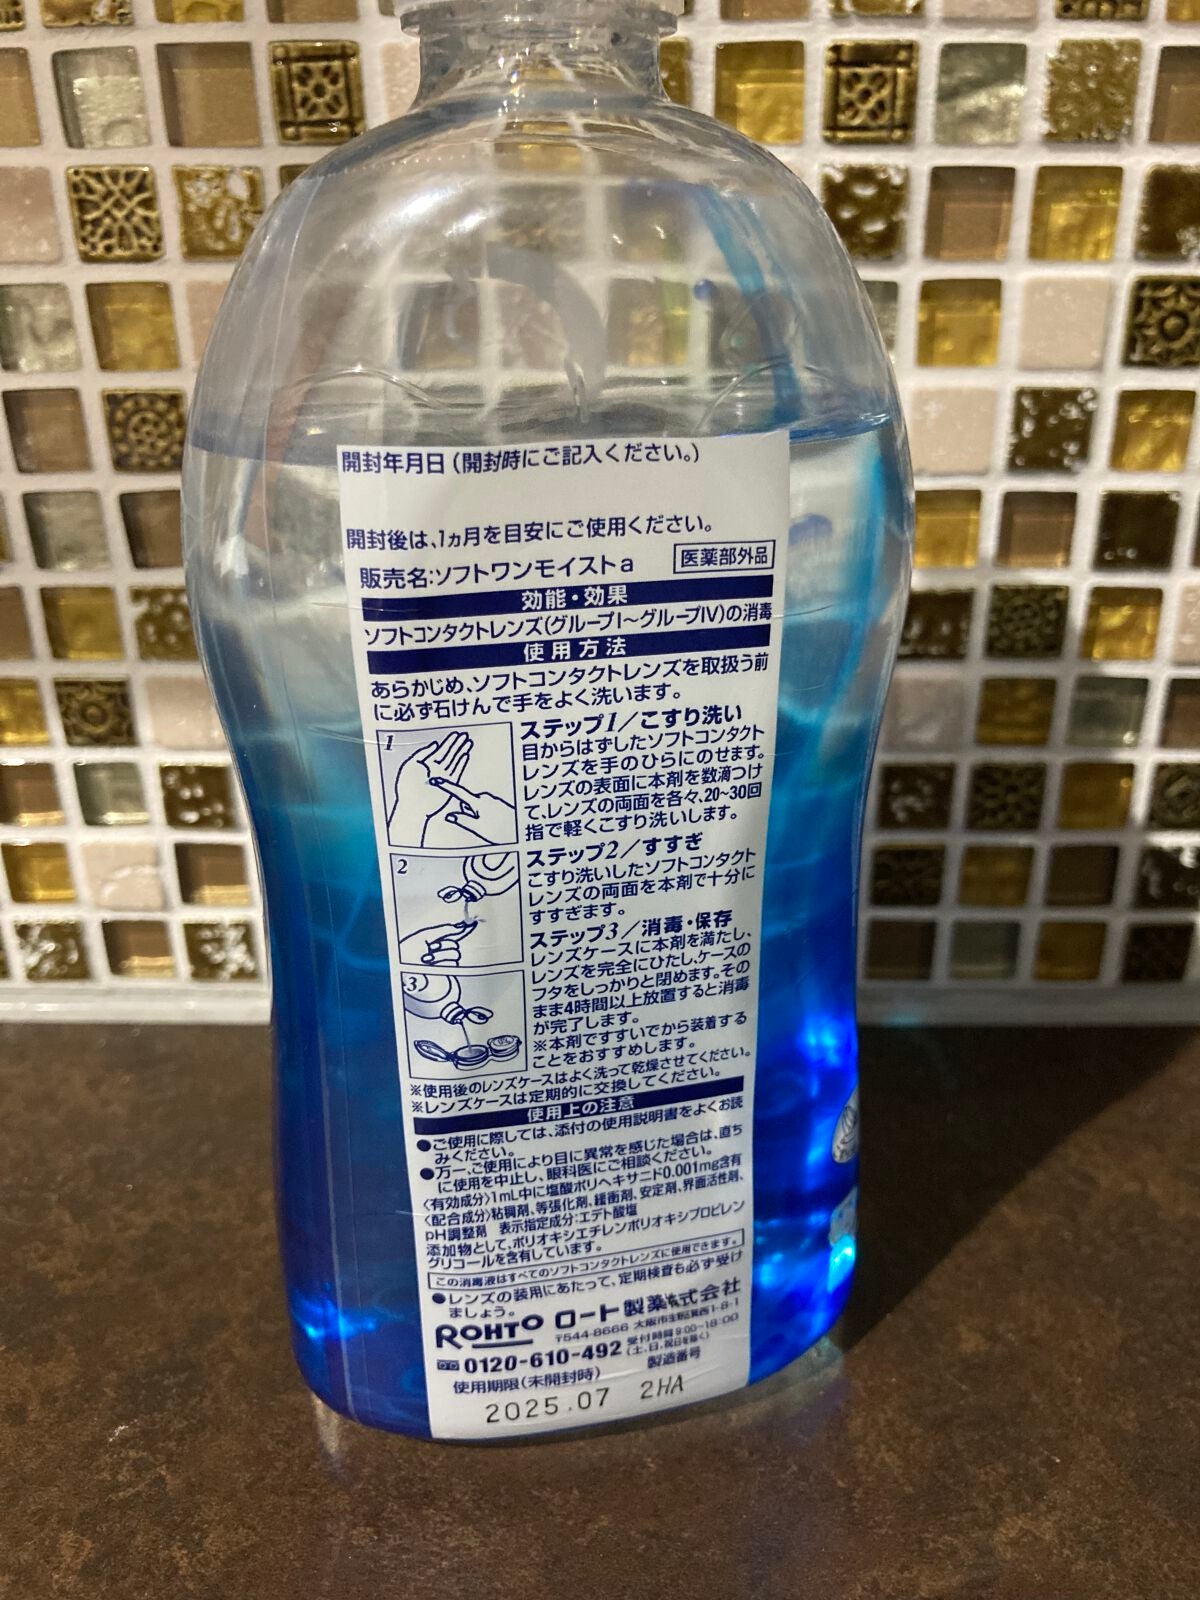 開封年月日(開封時にご記入ください。)
開封後は、1ヵ月を目安にご使用ください。
販売名:ソフトワンモイストa 医薬部外品
効能・効果
ソフトコンタクトレンズ(グループI~グループIV)の消毒
使用方法
あらかじめ、ソフトコンタクトレンズを取扱う前
に必ず石けんで手をよく洗います。
1
ステップ1/こすり洗い
目からはずしたソフトコンタクト
レンズを手のひらにのせます。
レンズの表面に本剤を数滴つけ
て、レンズの両面を各々、20~30回
指で軽くこすり洗いします。
2
ステップ2/すすぎ
こすり洗いしたソフトコンタクト
レンズの両面を本剤で十分に
すすぎます。
3
ステップ3/消毒・保存
レンズケースに本剤を満たし、
レンズを完全にひたし、ケースの
フタをしっかりと閉めます。その
まま4時間以上放置すると消毒
が完了します。
※本剤ですすいでから装着する
ことをおすすめします。
※使用後のレンズケースはよく洗って乾燥させてください。
※レンズケースは定期的に交換してください。
使用上の注意
●ご使用に際しては、添付の使用説明書をよくお読
みください。
●万一、ご使用により目に異常を感じた場合は、直ち
に使用を中止し、眼科医にご相談ください。
〈有効成分〉1mL中に塩酸ポリヘキサニド0.001mg含有
〈配合成分〉粘稠剤、等張化剤、緩衝剤、安定剤、界面活性剤、
pH調整剤 表示指定成分:エデト酸塩
添加物として、ポリオキシエチレンポリオキシプロピレン
グリコールを含有しています。
この消毒液はすべてのソフトコンタクトレンズに使用できます。
●レンズの装用にあたって、定期検査も必ず受け
ましょう。
ROHTO ロート製薬株式会社
〒544-8666 大阪市生野区巽西1-8-1
0120-610-492 受付時間9:00~18:00
(土、日、祝日を除く)
使用期限(未開封時) 製造番号
2025.07 2HA